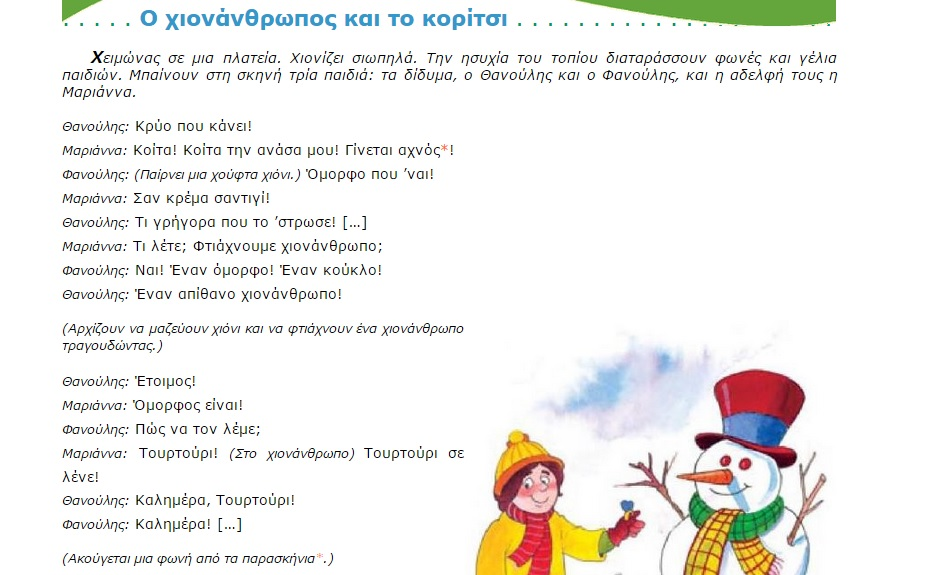 Ο χιονάνθρωπος και το κορίτσι
Χειμώνας σε μια πλατεία. Χιονίζει σιωπηλά. Την ησυχία του τοπίου διαταράσσουν φωνές και γέλια
παιδιών. Μπαίνουν στη σκηνή τρία παιδιά: τα δίδυμα, ο Θανούλης και ο Φανούλης, και η αδελφή τους η
Μαριάννα.
Θανούλης: Κρύο που κάνει!
Μαριάννα: Κοίτα! Κοίτα την ανάσα μου! Γίνεται αχνός*!
Φανούλης: (Παίρνει μια χούφτα χιόνι.) Όμορφο που ’ναι!
Μαριάννα: Σαν κρέμα σαντιγί!
Θανούλης: Τι γρήγορα που το ’στρωσε! [...]
Μαριάννα: Τι λέτε; Φτιάχνουμε χιονάνθρωπο;
Φανούλης: Ναι! Έναν όμορφο! Έναν κούκλο!
Θανούλης: Έναν απίθανο χιονάνθρωπο!
(Αρχίζουν να μαζεύουν χιόνι και να φτιάχνουν ένα χιονάνθρωπο
τραγουδώντας.)
Θανούλης: Έτοιμος!
Μαριάννα: Όμορφος είναι!
Φανούλης: Πώς να τον λέμε;
Μαριάννα: Τουρτούρι! (Στο χιονάνθρωπο) Τουρτούρι σε
λένε!
Θανούλης: Καλημέρα, Τουρτούρι!
Φανούλης: Καλημέρα! [...]
(Ακούγεται μια φωνή από τα παρασκήνια*.)